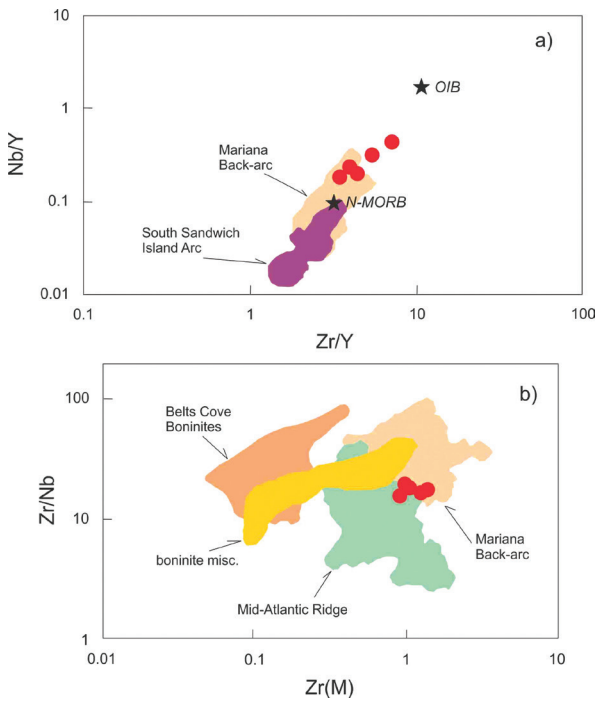 10
a)
OIB
1
Nb/Y
Mariana
Back-arc
0.1
N-MORB
South Sandwich
Island Arc
0.01
0.1
1
10
100
Zr/Y
b)
100
Belts Cove
Boninites
Zr/Nb
10
Mariana
Back-arc
boninite misc.
Mid-Atlantic Ridge
1
0.01
0.1
1
10
Zr(M)